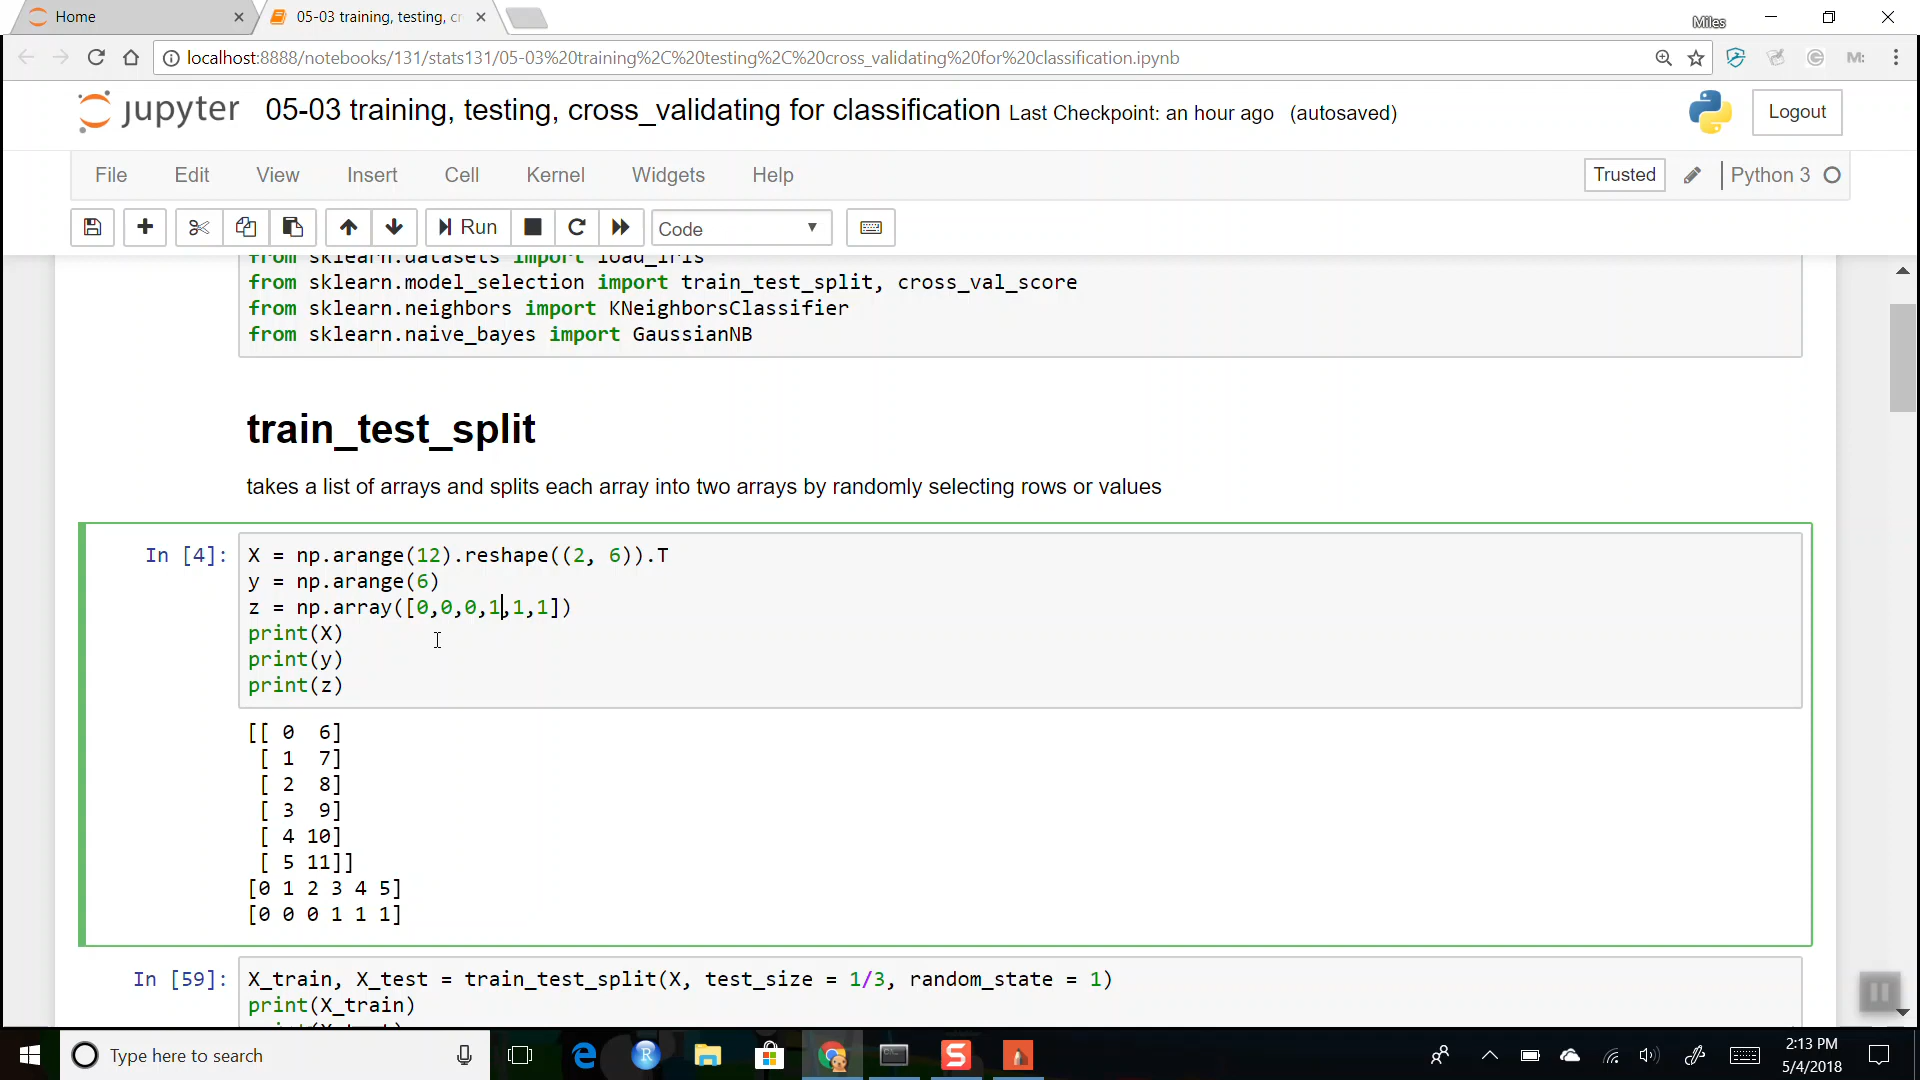 Home
05-03 training, testing, cr
Miles
localhost:8888/notebooks/131/stats131/05-03%20training%2C%20testing%2C%20cross_validating%20for%20classification.ipynb
jupyter 05-03 training, testing, cross_validating for classification Last Checkpoint: an hour ago (autosaved)
Logout
File Edit View Insert Cell Kernel Widgets Help
Trusted
Python 3
Run
Code
from sklearn.datasets import load_iris
from sklearn.model_selection import train_test_split, cross_val_score
from sklearn.neighbors import KNeighborsClassifier
from sklearn.naive_bayes import GaussianNB
train_test_split
takes a list of arrays and splits each array into two arrays by randomly selecting rows or values
In [4]: X = np.arange(12).reshape((2, 6)).T
y = np.arange(6)
z = np.array([0,0,0,1,1,1])
print(X)
print(y)
print(z)
[[ 0  6]
[ 1  7]
[ 2  8]
[ 3  9]
[ 4 10]
[ 5 11]]
[0 1 2 3 4 5]
[0 0 0 1 1 1]
In [59]: X_train, X_test = train_test_split(X, test_size = 1/3, random_state = 1)
print(X_train)
Type here to search
2:13 PM
5/4/2018